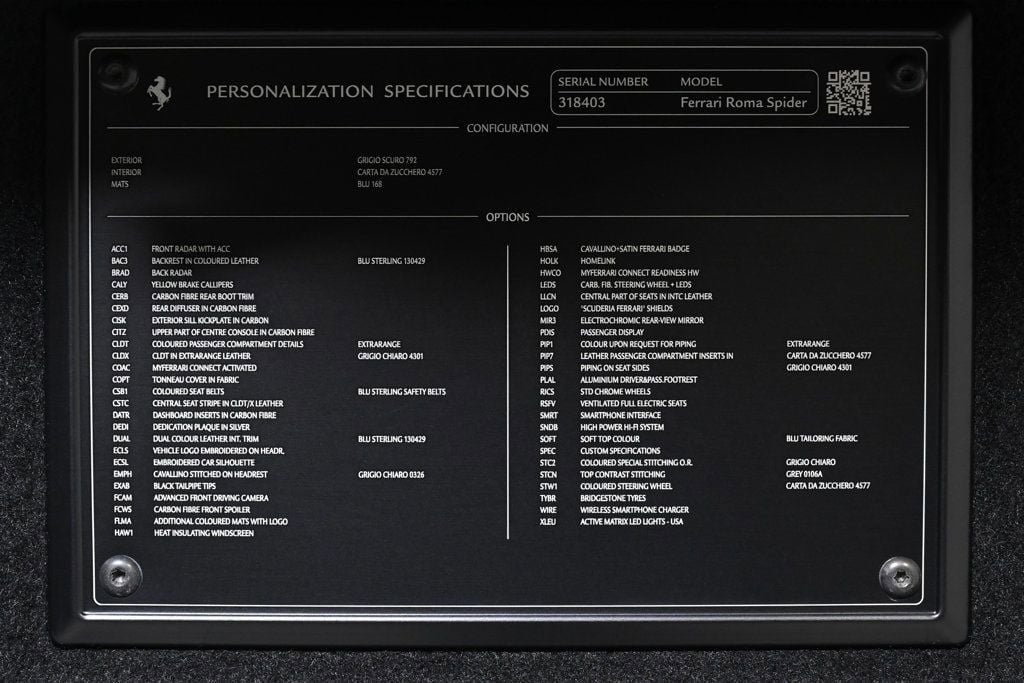 PERSONALIZATION SPECIFICATIONS
SERIAL NUMBER MODEL
318403 Ferrari Roma Spider
CONFIGURATION
EXTERIOR GRIGIO SCURO 792
INTERIOR CARTA DA ZUCCHERO 4577
MATS BLU 168
OPTIONS
ACC1 FRONT RADAR WITH ACC
BAC3 BACKREST IN COLOURED LEATHER BLU STERLING 130429
BRAD BACK RADAR
CALY YELLOW BRAKE CALLIPERS
CERB CARBON FIBRE REAR BOOT TRIM
CEXD REAR DIFFUSER IN CARBON FIBRE
CISK EXTERIOR SILL KICKPLATE IN CARBON
CITZ UPPER PART OF CENTRE CONSOLE IN CARBON FIBRE
CLDT COLOURED PASSENGER COMPARTMENT DETAILS EXTRARANGE
CLDX CLDT IN EXTRARANGE LEATHER GRIGIO CHIARO 4301
COAC MYFERRARI CONNECT ACTIVATED
COPT TONNEAU COVER IN FABRIC
CSB1 COLOURED SEAT BELTS BLU STERLING SAFETY BELTS
CSTC CENTRAL SEAT STRIPE IN CLDT/X LEATHER
DATR DASHBOARD INSERTS IN CARBON FIBRE
DEDI DEDICATION PLAQUE IN SILVER
DUAL DUAL COLOUR LEATHER INT. TRIM BLU STERLING 130429
ECLS VEHICLE LOGO EMBROIDERED ON HEADR.
ECSL EMBROIDERED CAR SILHOUETTE
EMPH CAVALLINO STITCHED ON HEADREST GRIGIO CHIARO 0326
EXAB BLACK TAILPIPE TIPS
FCAM ADVANCED FRONT DRIVING CAMERA
FCWS CARBON FIBRE FRONT SPOILER
FLMA ADDITIONAL COLOURED MATS WITH LOGO
HAW1 HEAT INSULATING WINDSCREEN
HBSA CAVALLINO+SATIN FERRARI BADGE
HOLK HOMELINK
HWCO MYFERRARI CONNECT READINESS HW
LEDS CARB. FIB. STEERING WHEEL + LEDS
LLCN CENTRAL PART OF SEATS IN INTC LEATHER
LOGO "SCUDERIA FERRARI" SHIELDS
MIR3 ELECTROCHROMIC REAR-VIEW MIRROR
PDIS PASSENGER DISPLAY
PIP1 COLOUR UPON REQUEST FOR PIPING EXTRARANGE
PIP7 LEATHER PASSENGER COMPARTMENT INSERTS IN CARTA DA ZUCCHERO 4577
PIPS PIPING ON SEAT SIDES GRIGIO CHIARO 4301
PLAL ALUMINIUM DRIVER&PASS.FOOTREST
RICS STD CHROME WHEELS
RSFV VENTILATED FULL ELECTRIC SEATS
SMRT SMARTPHONE INTERFACE
SNDB HIGH POWER HI-FI SYSTEM
SOFT SOFT TOP COLOUR BLU TAILORING FABRIC
SPEC CUSTOM SPECIFICATIONS
STC2 COLOURED SPECIAL STITCHING O.R. GRIGIO CHIARO
STCN TOP CONTRAST STITCHING GREY 0106A
STW1 COLOURED STEERING WHEEL CARTA DA ZUCCHERO 4577
TYBR BRIDGESTONE TYRES
WIRE WIRELESS SMARTPHONE CHARGER
XLEU ACTIVE MATRIX LED LIGHTS - USA